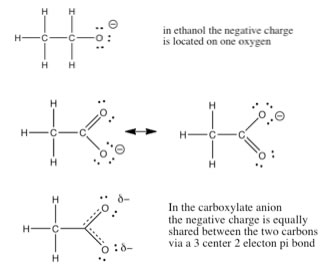 H H
H C C O ⊖
H H
in ethanol the negative charge
is located on one oxygen
H
H C C O
O ⊖
H
H
H C C O ⊖
O
H
H
H C O δ−
O δ−
H
In the carboxylate anion
the negative charge is equally
shared between the two carbons
via a 3 center 2 electon pi bond